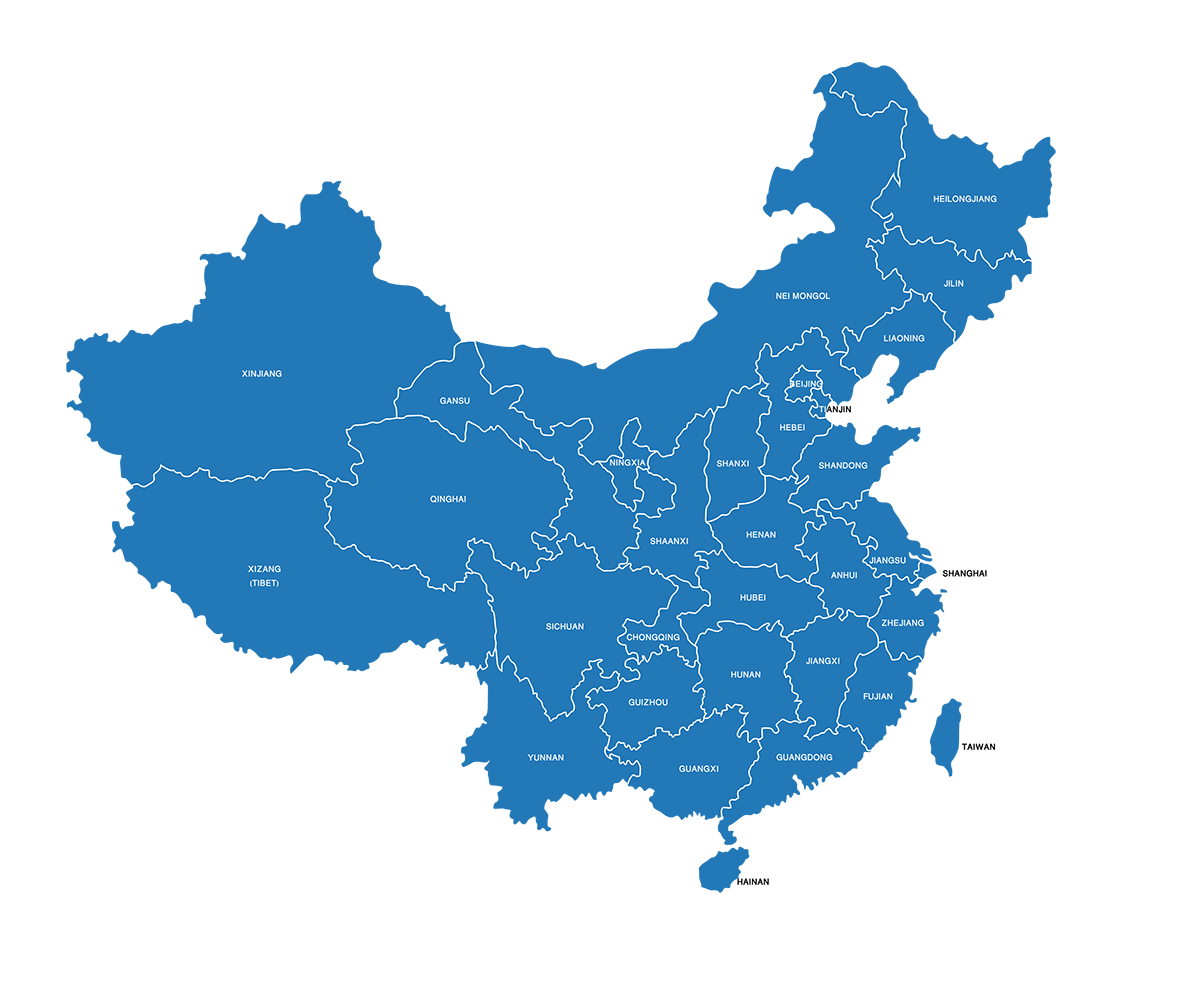 HEILONGJIANG
JILIN
NEI MONGOL
LIAONING
XINJIANG
BEIJING
GANSU
TIANJIN
HEBEI
NINGXIA
SHANXI
SHANDONG
QINGHAI
HENAN
SHAANXI
JIANGSU
XIZANG
(TIBET)
SHANGHAI
ANHUI
HUBEI
ZHEJIANG
SICHUAN
CHONGQING
JIANGXI
HUNAN
FUJIAN
GUIZHOU
TAIWAN
YUNNAN
GUANGDONG
GUANGXI
HAINAN